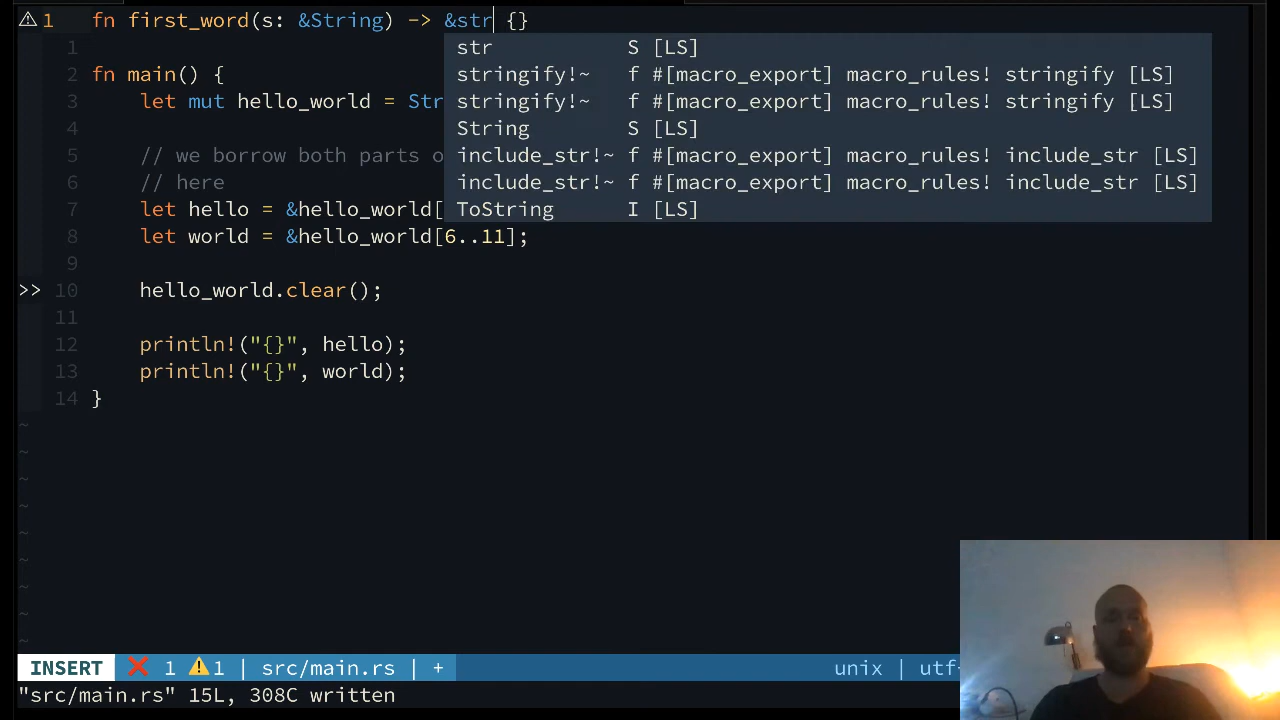 ⚠1 fn first_word(s: &String) -> &str {}
1 str S [LS]
2 fn main() { stringify!~ f #[macro_export] macro_rules! stringify [LS]
3 let mut hello_world = Str stringify!~ f #[macro_export] macro_rules! stringify [LS]
4 String S [LS]
5 // we borrow both parts o include_str!~ f #[macro_export] macro_rules! include_str [LS]
6 // here include_str!~ f #[macro_export] macro_rules! include_str [LS]
7 let hello = &hello_world[ ToString I [LS]
8 let world = &hello_world[6..11];
9
>> 10 hello_world.clear();
11
12 println!("{}", hello);
13 println!("{}", world);
14 }
~
~
~
~
~
~
~
~
~
INSERT ❌ 1 ⚠1 | src/main.rs | + unix | utf-
"src/main.rs" 15L, 308C written